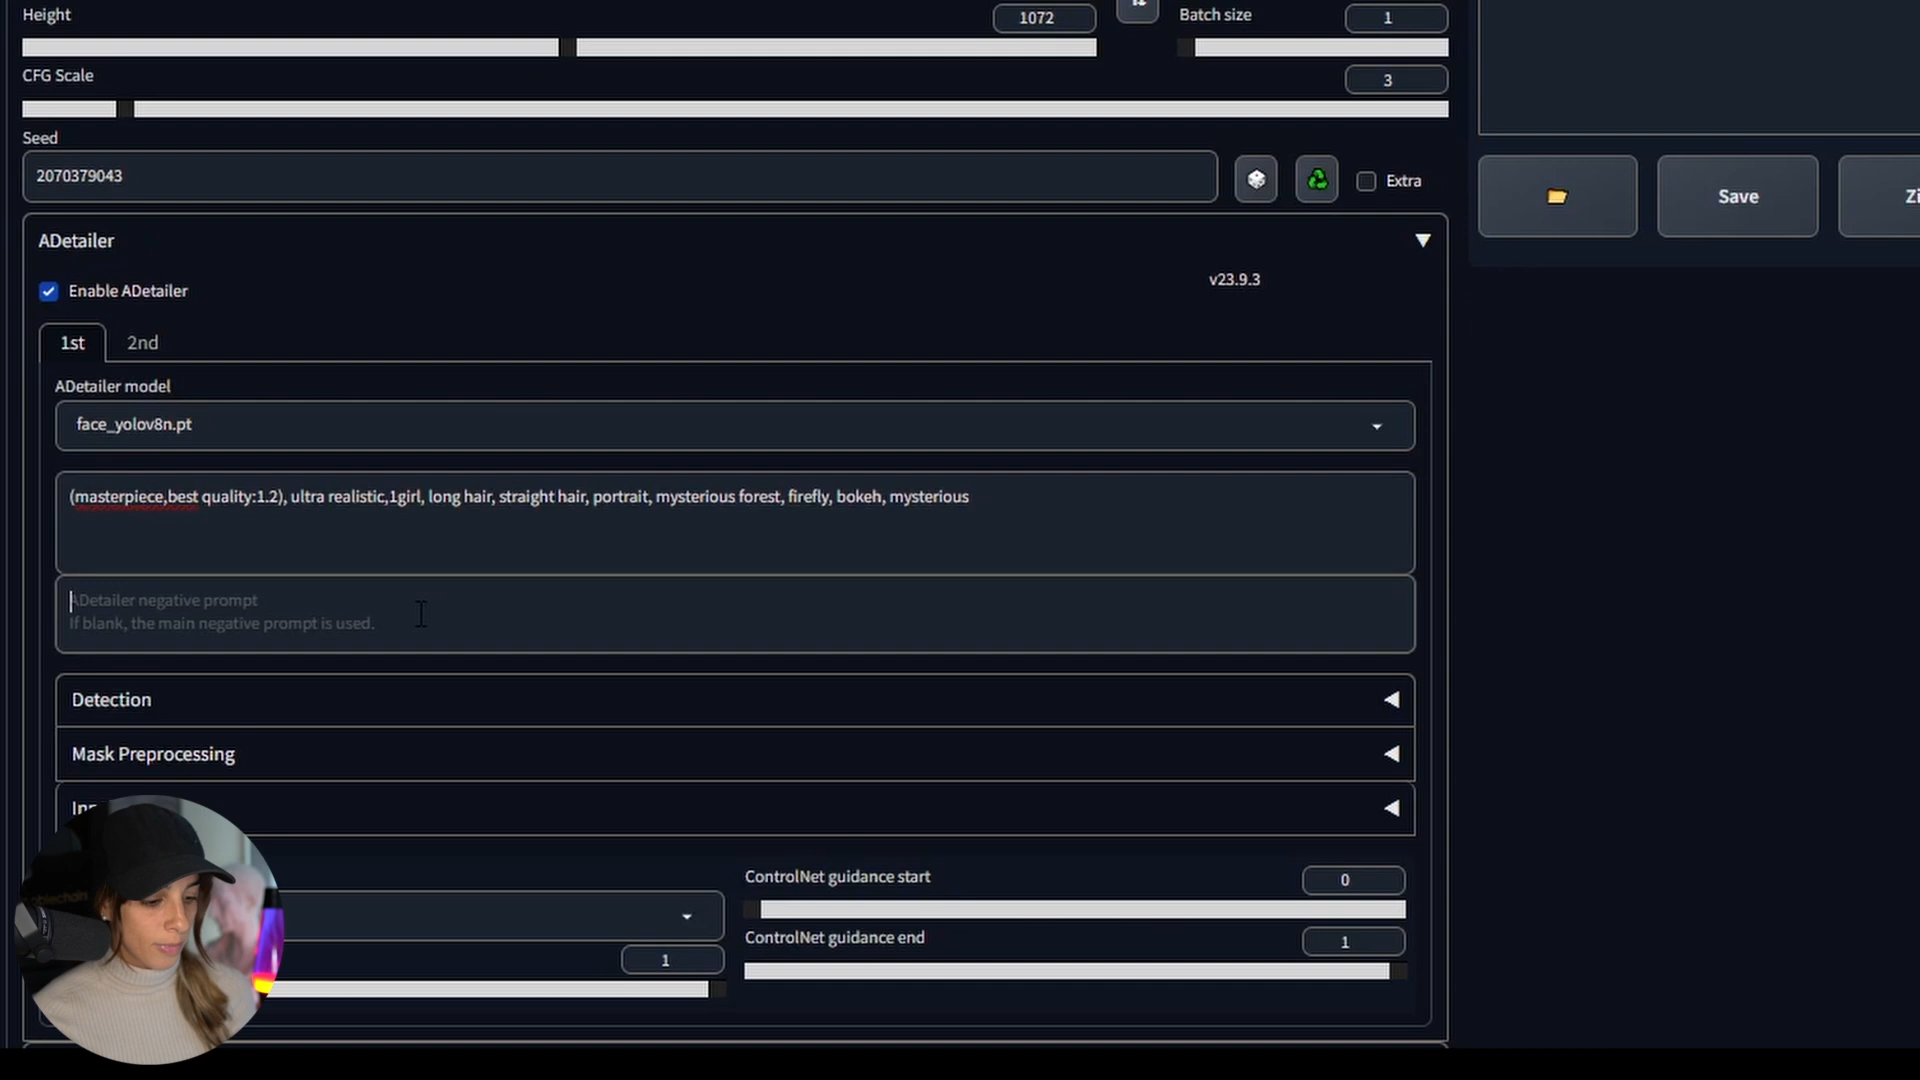 Height
1072
Batch size
1
CFG Scale
3
Seed
2070379043
Extra
Save
ADetailer
Enable ADetailer
v23.9.3
1st
2nd
ADetailer model
face_yolov8n.pt
(masterpiece,best quality:1.2), ultra realistic,1girl, long hair, straight hair, portrait, mysterious forest, firefly, bokeh, mysterious
ADetailer negative prompt
If blank, the main negative prompt is used.
Detection
Mask Preprocessing
ControlNet guidance start
0
ControlNet guidance end
1
1